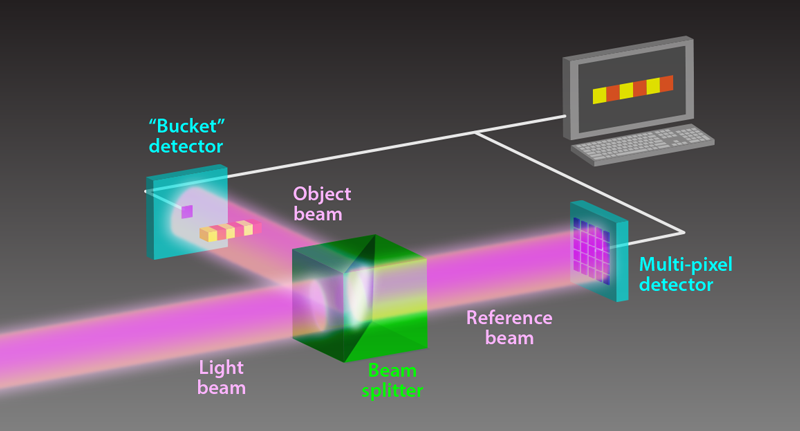 “Bucket”
detector
Object
beam
Multi-pixel
detector
Reference
beam
Light
beam
Beam
splitter